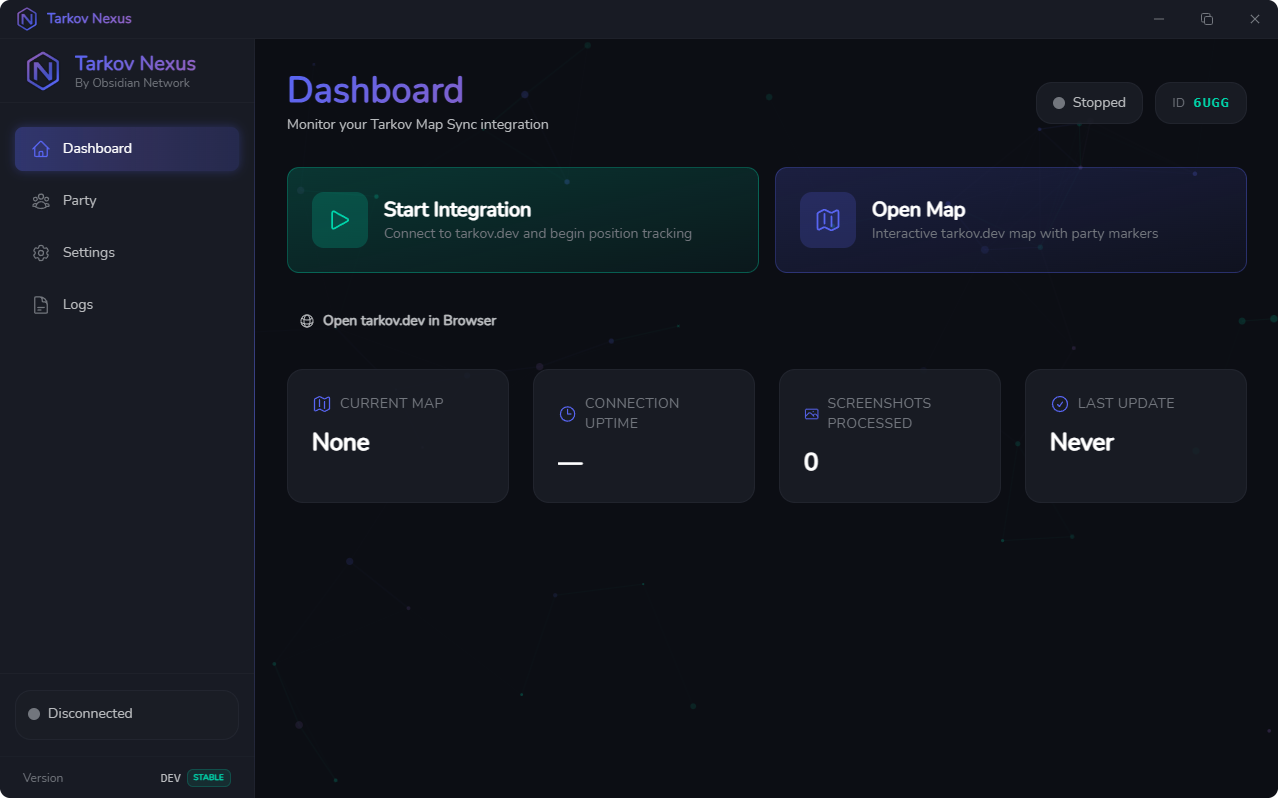 Tarkov Nexus
Tarkov Nexus
By Obsidian Network
Dashboard
Party
Settings
Logs
Disconnected
Version DEV STABLE
Dashboard
Monitor your Tarkov Map Sync integration
Stopped
ID 6UGG
Start Integration
Connect to tarkov.dev and begin position tracking
Open Map
Interactive tarkov.dev map with party markers
Open tarkov.dev in Browser
CURRENT MAP
None
CONNECTION
UPTIME
—
SCREENSHOTS
PROCESSED
0
LAST UPDATE
Never